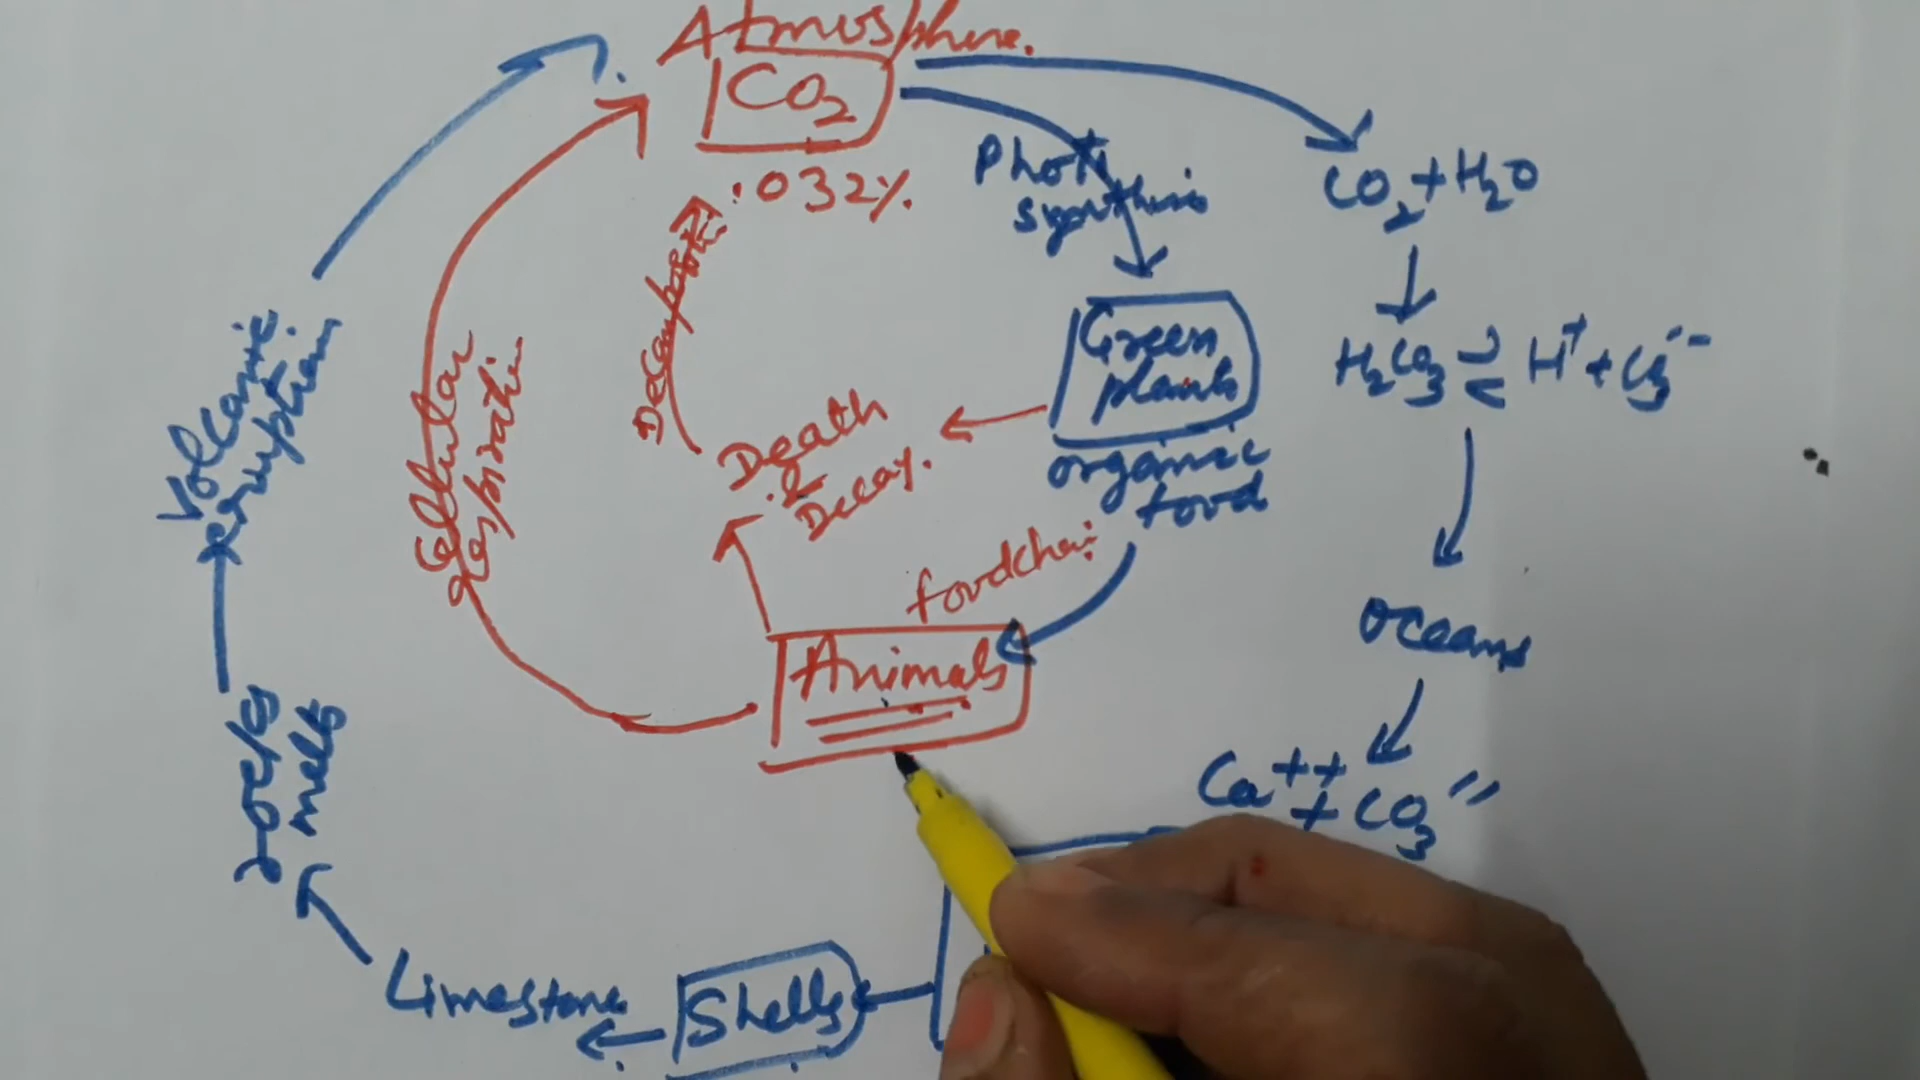 Atmosphere.
CO2
.032%.
Photo
synthesis
CO2+H2O
H2CO3 ⇌ H+ + CO3--
Green
plants
organic
food
Death
&
Decay.
foodchain
Animals
Cellular
respiration
Volcanic
eruption
rocks
melts
Oceans
Ca++
+ CO3"
Shells
Limestone